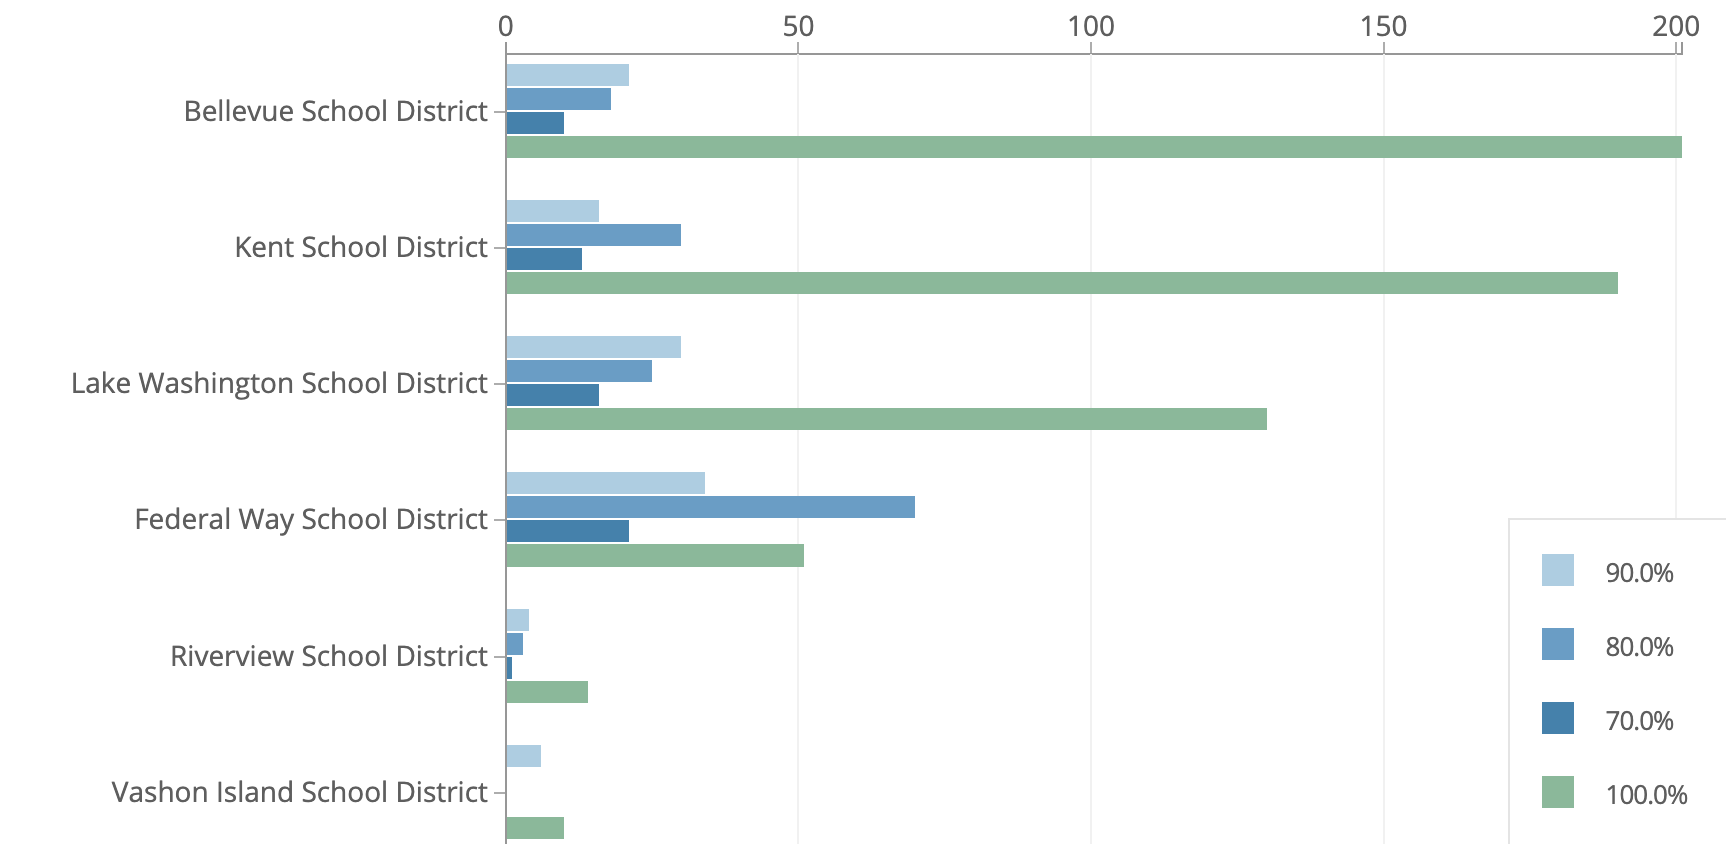 0 50 100 150 200
Bellevue School District
Kent School District
Lake Washington School District
Federal Way School District
Riverview School District
Vashon Island School District
90.0%
80.0%
70.0%
100.0%